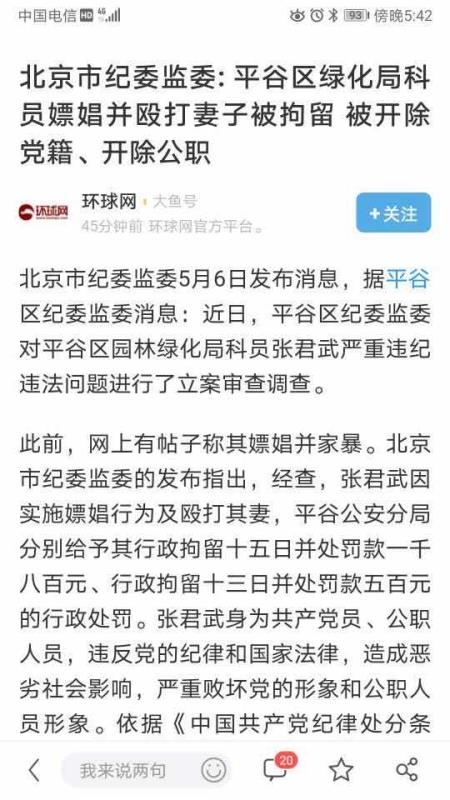 中国电信 HD 4G 93 傍晚5:42
北京市纪委监委: 平谷区绿化局科
员嫖娼并殴打妻子被拘留 被开除
党籍、开除公职
环球网
环球网 大鱼号
45分钟前 环球网官方平台。
+关注
北京市纪委监委5月6日发布消息，据平谷
区纪委监委消息：近日，平谷区纪委监委
对平谷区园林绿化局科员张君武严重违纪
违法问题进行了立案审查调查。
此前，网上有帖子称其嫖娼并家暴。北京
市纪委监委的发布指出，经查，张君武因
实施嫖娼行为及殴打其妻，平谷公安分局
分别给予其行政拘留十五日并处罚款一千
八百元、行政拘留十三日并处罚款五百元
的行政处罚。张君武身为共产党员、公职
人员，违反党的纪律和国家法律，造成恶
劣社会影响，严重败坏党的形象和公职人
员形象。依据《中国共产党纪律处分条
我来说两句
20